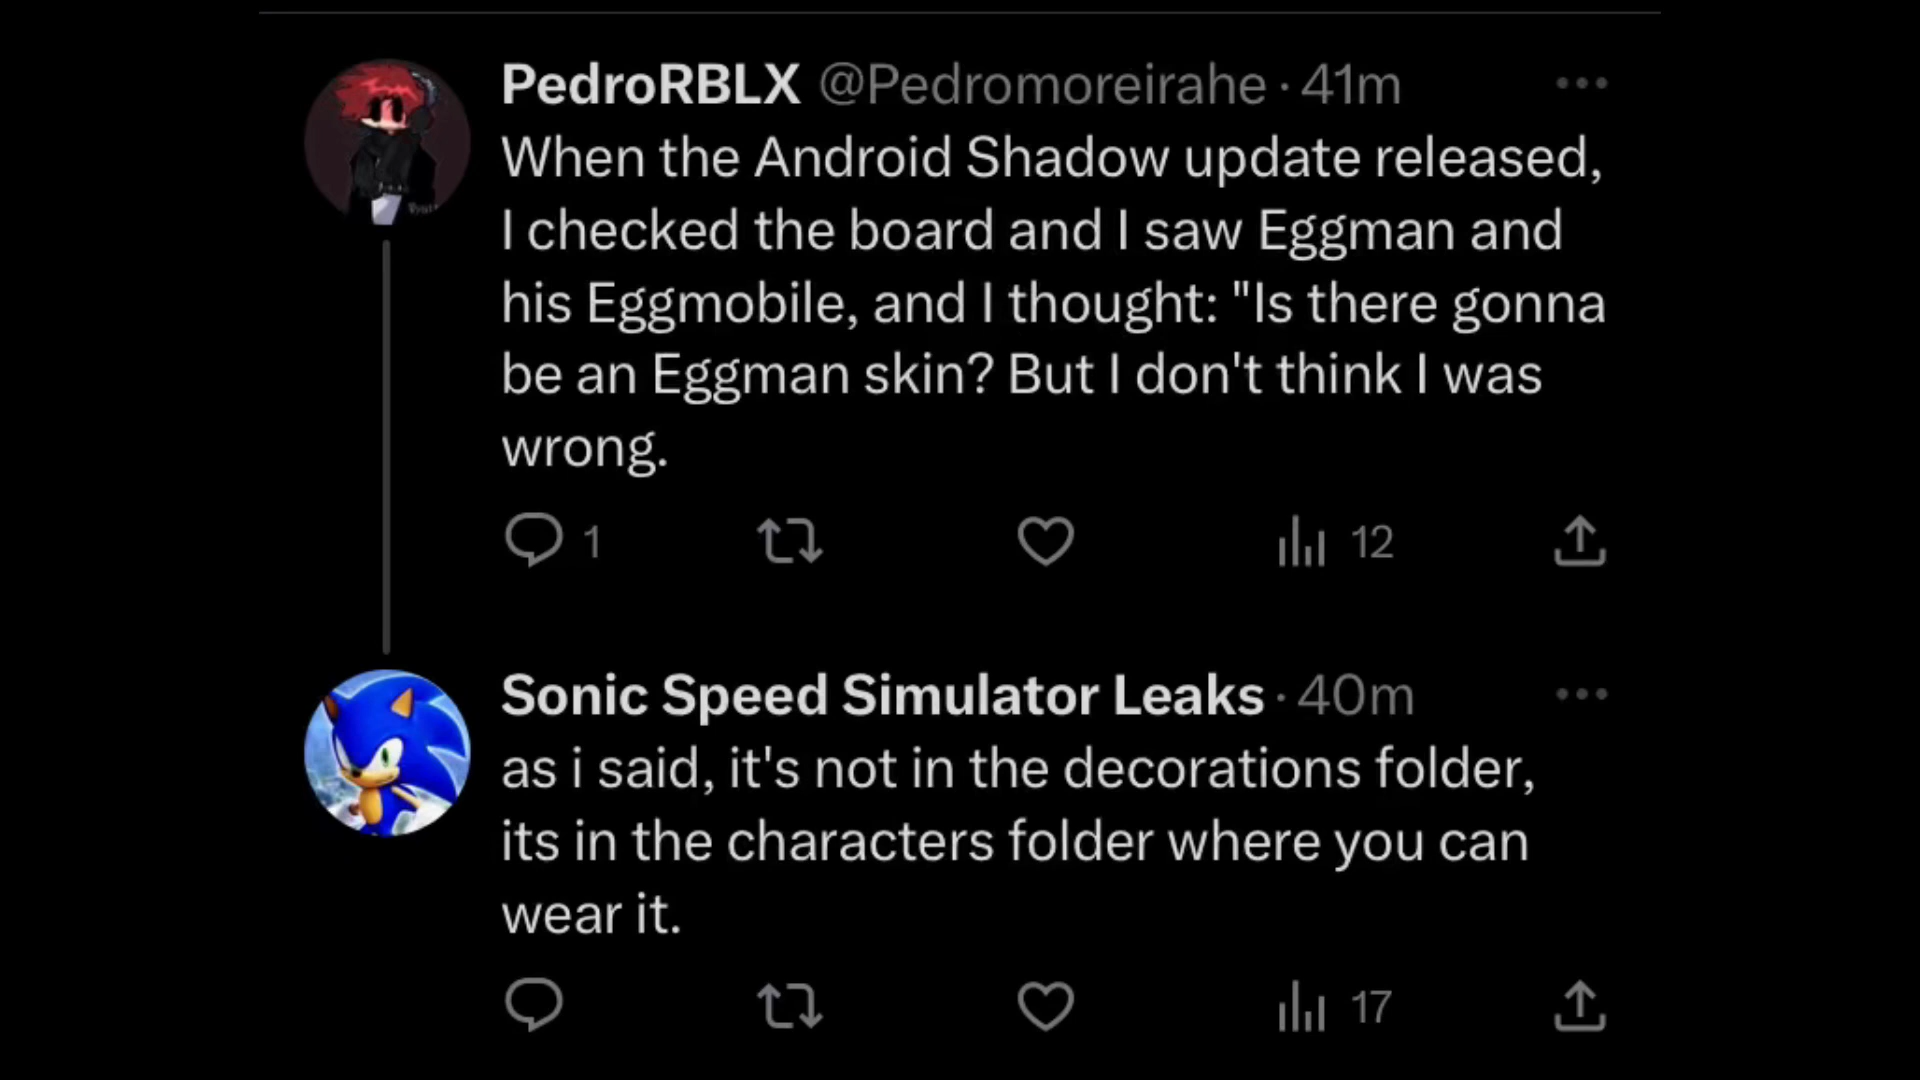 PedroRBLX @Pedromoreirahe · 41m
When the Android Shadow update released,
I checked the board and I saw Eggman and
his Eggmobile, and I thought: "Is there gonna
be an Eggman skin? But I don't think I was
wrong.
1 12
Sonic Speed Simulator Leaks · 40m
as i said, it's not in the decorations folder,
its in the characters folder where you can
wear it.
17